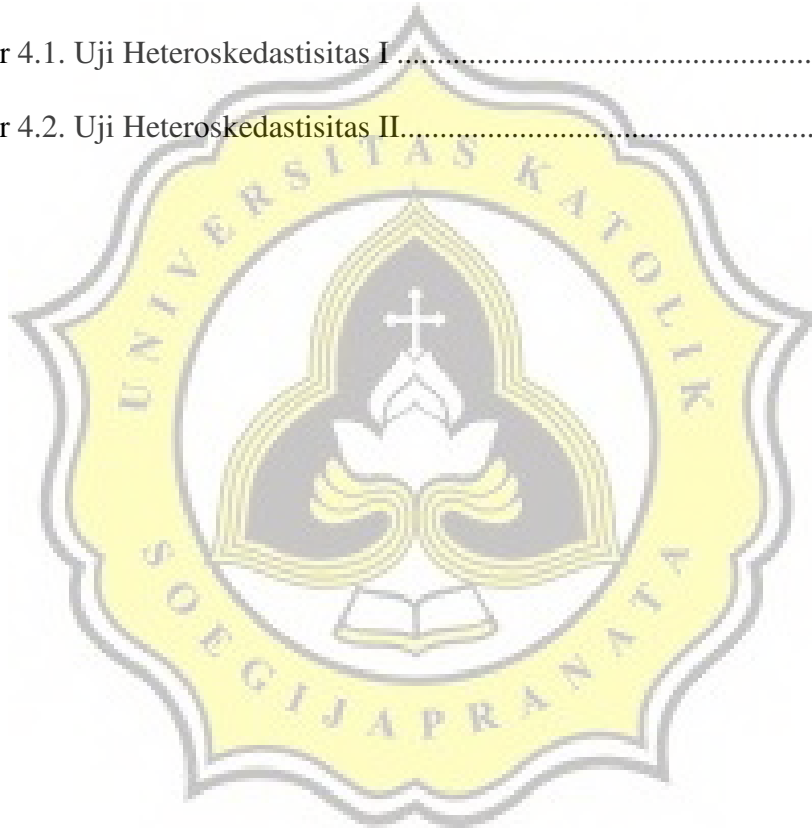 r 4.1. Uji Heteroskedastisitas I ....................................................
r 4.2. Uji Heteroskedastisitas II....................................................
UNIVERSITAS KATOLIK
SOEGIJAPRANATA